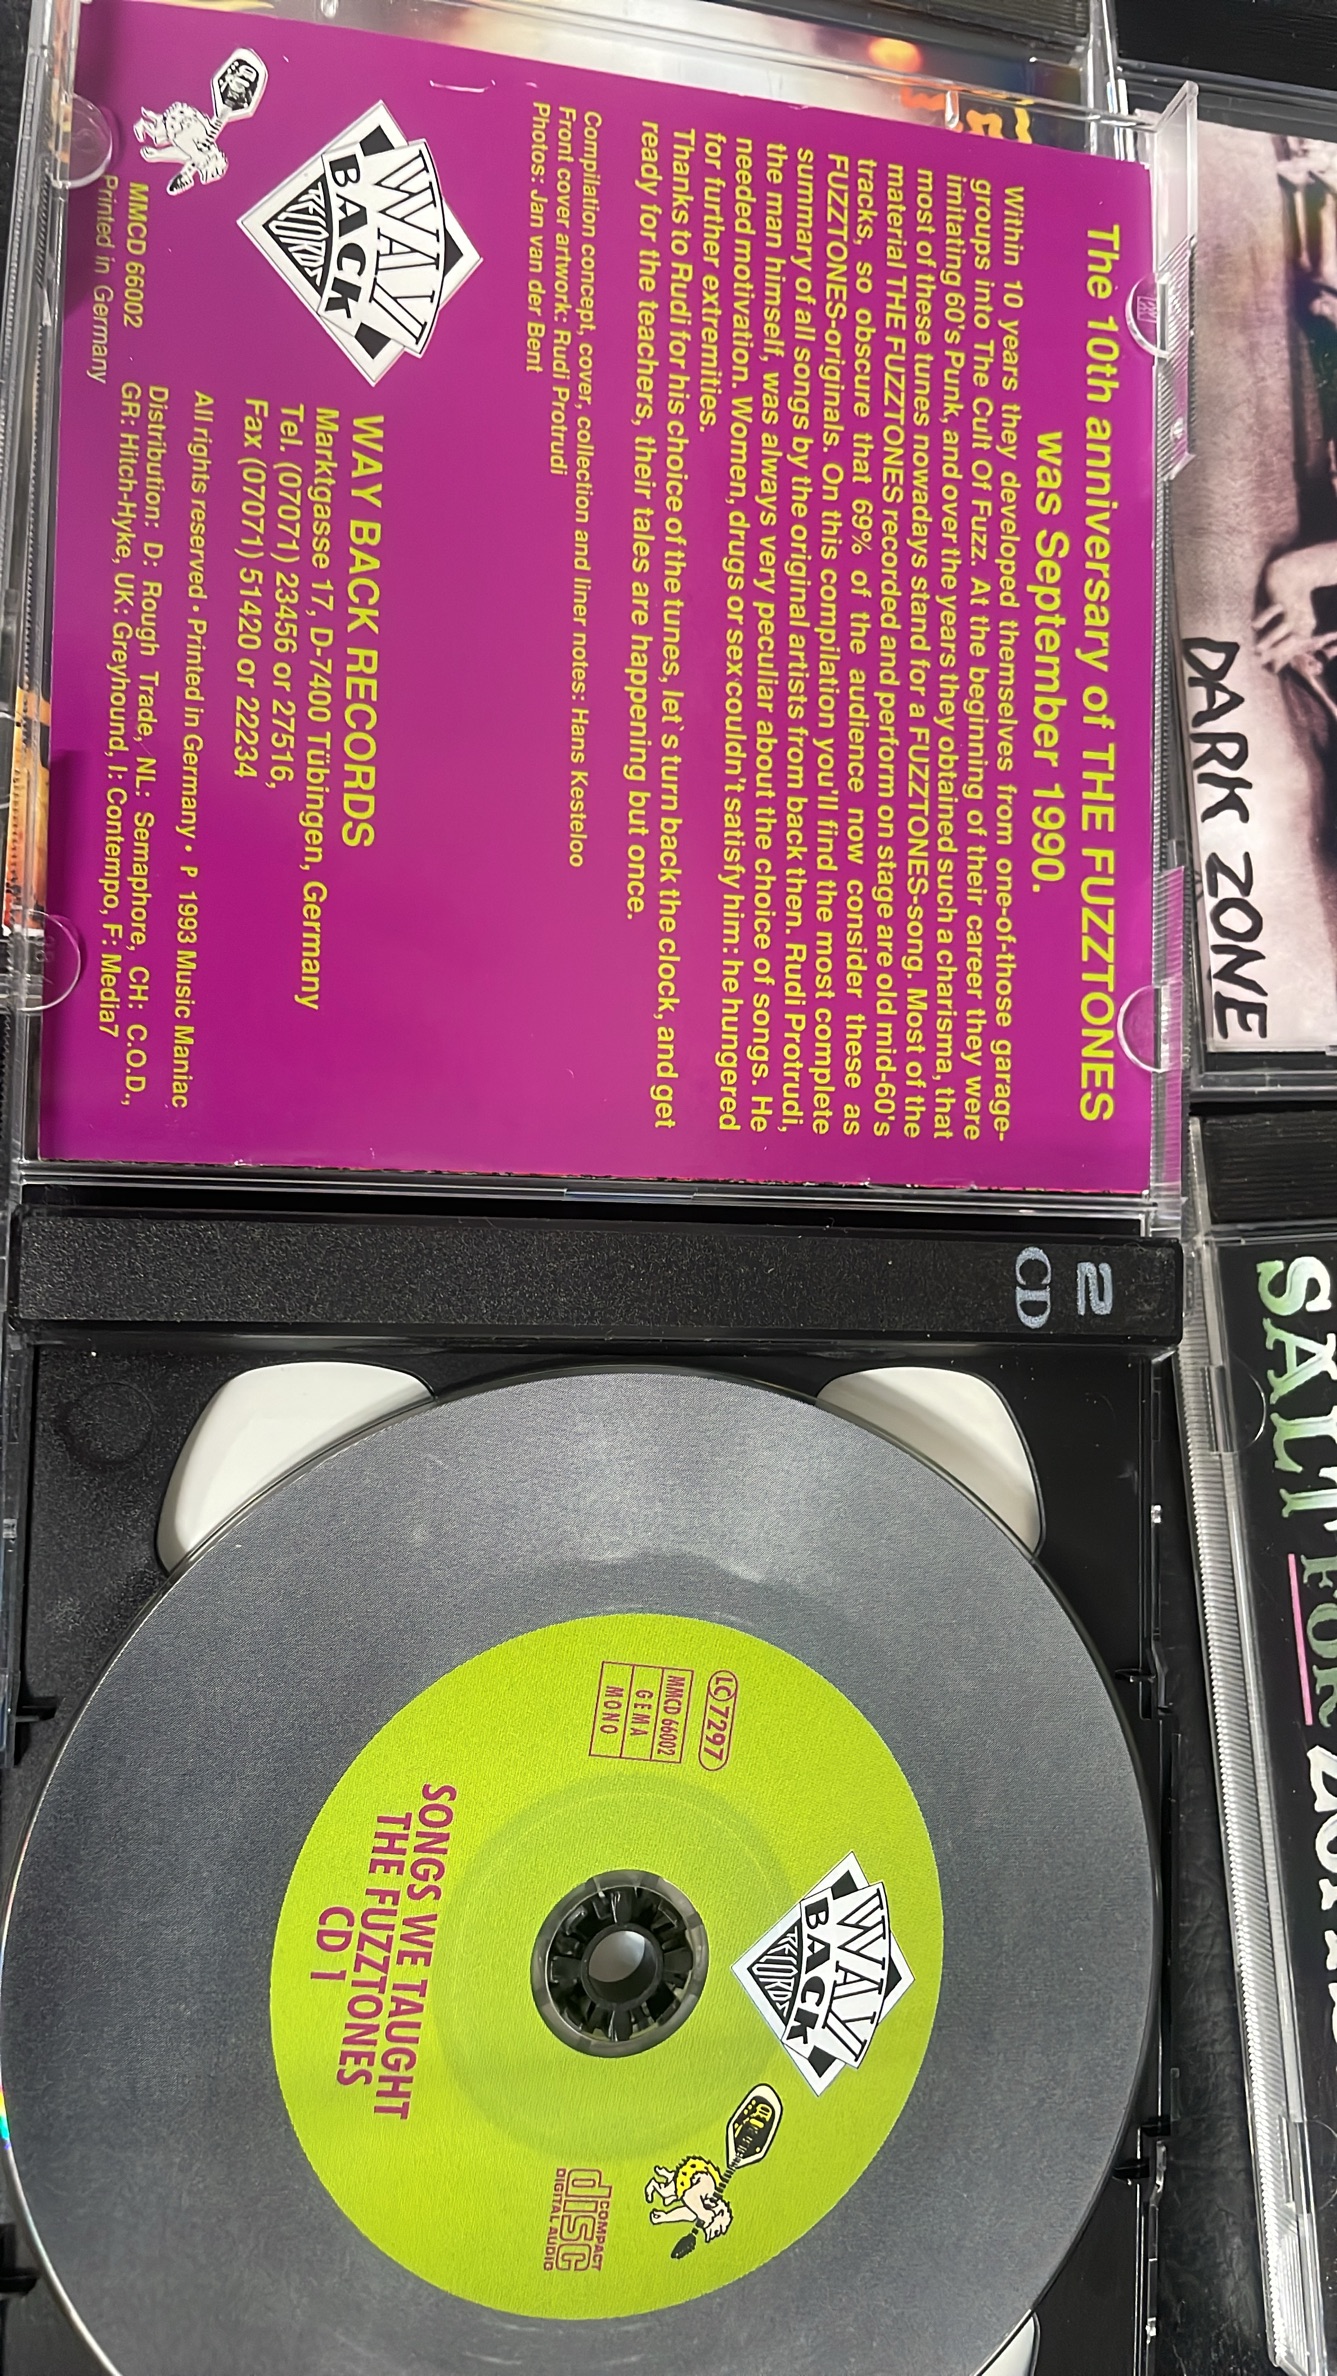 The 10th anniversary of THE FUZZTONES
was September 1990.
Within 10 years they developed themselves from one-of-those garage-
groups into The Cult Of Fuzz. At the beginning of their career they were
imitating 60's Punk, and over the years they obtained such a charisma, that
most of these tunes nowadays stand for a FUZZTONES-song. Most of the
material THE FUZZTONES recorded and perform on stage are old mid-60's
tracks, so obscure that 69% of the audience now consider these as
FUZZTONES-originals. On this compilation you'll find the most complete
summary of all songs by the original artists from back then. Rudi Protrudi,
the man himself, was always very peculiar about the choice of songs. He
needed motivation. Women, drugs or sex couldn't satisfy him: he hungered
for further extremities.
Thanks to Rudi for his choice of the tunes, let`s turn back the clock, and get
ready for the teachers, their tales are happening but once.
Compilation concept, cover, collection and liner notes: Hans Kesteloo
Front cover artwork: Rudi Protrudi
Photos: Jan van der Bent
WAY
BACK
RECORDS
WAY BACK RECORDS
Marktgasse 17, D-7400 Tübingen, Germany
Tel. (07071) 23456 or 27516,
Fax (07071) 51420 or 22234
All rights reserved • Printed in Germany • P 1993 Music Maniac
MMCD 66002
Printed in Germany
Distribution: D: Rough Trade, NL: Semaphore, CH: C.O.D.,
GR: Hitch-Hyke, UK: Greyhound, I: Contempo, F: Media7
2
CD
WAY
BACK
RECORDS
LC 7297
MMCD 66002
GEMA
MONO
COMPACT
disc
DIGITAL AUDIO
SONGS WE TAUGHT
THE FUZZTONES
CD 1
DARK ZONE
SALT FOR